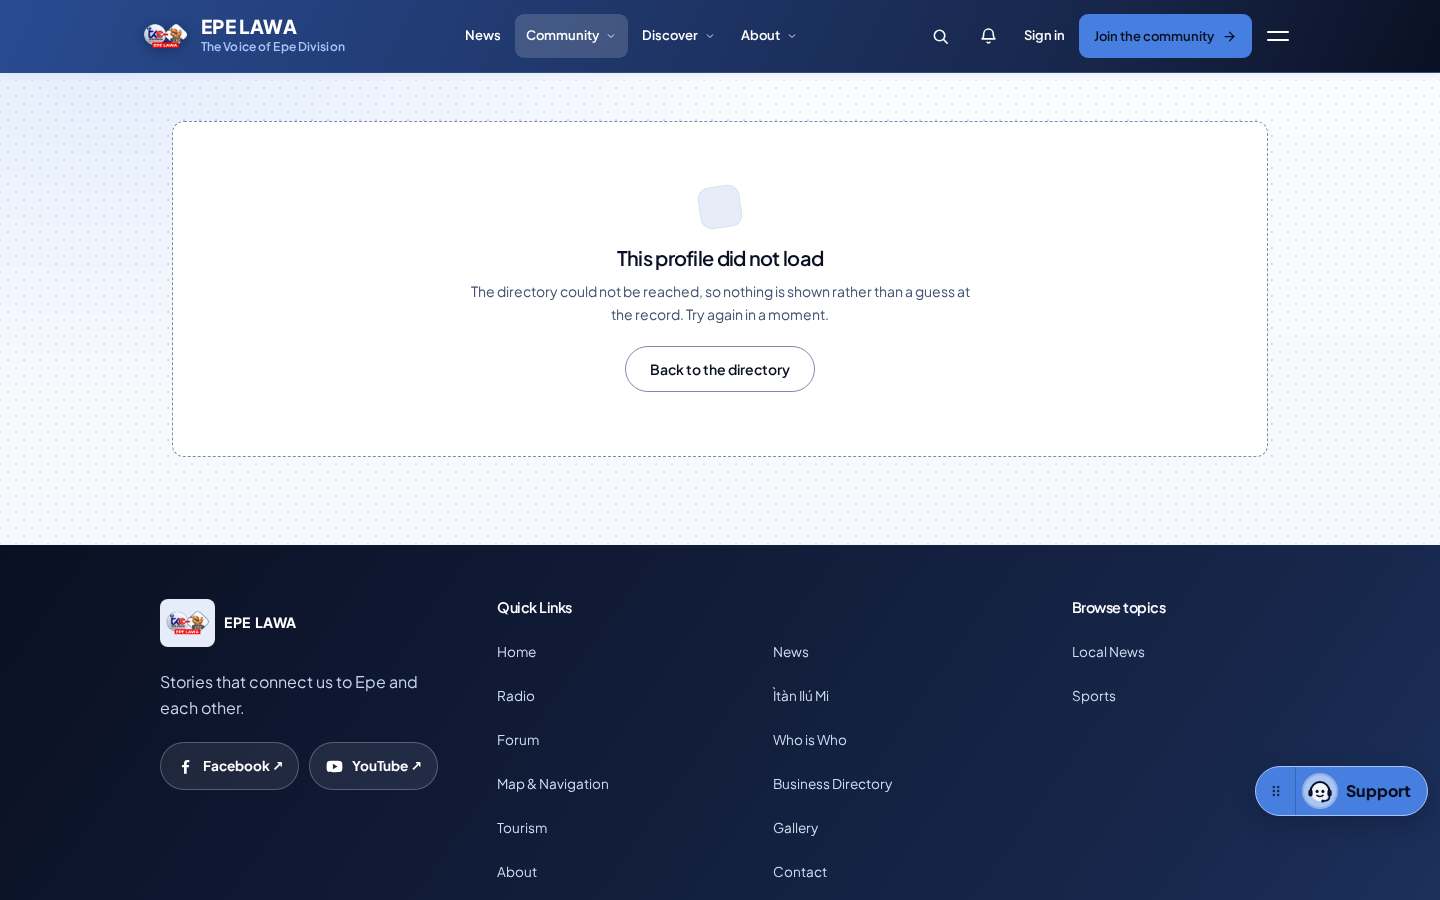 EPE LAWA
The Voice of Epe Division
News
Community
Discover
About
Sign in
Join the community →
This profile did not load
The directory could not be reached, so nothing is shown rather than a guess at
the record. Try again in a moment.
Back to the directory
EPE LAWA
EPE LAWA
Stories that connect us to Epe and
each other.
Facebook ↗
YouTube ↗
Quick Links
Home
News
Radio
Ìtàn Ilú Mi
Forum
Who is Who
Map & Navigation
Business Directory
Tourism
Gallery
About
Contact
Browse topics
Local News
Sports
Support